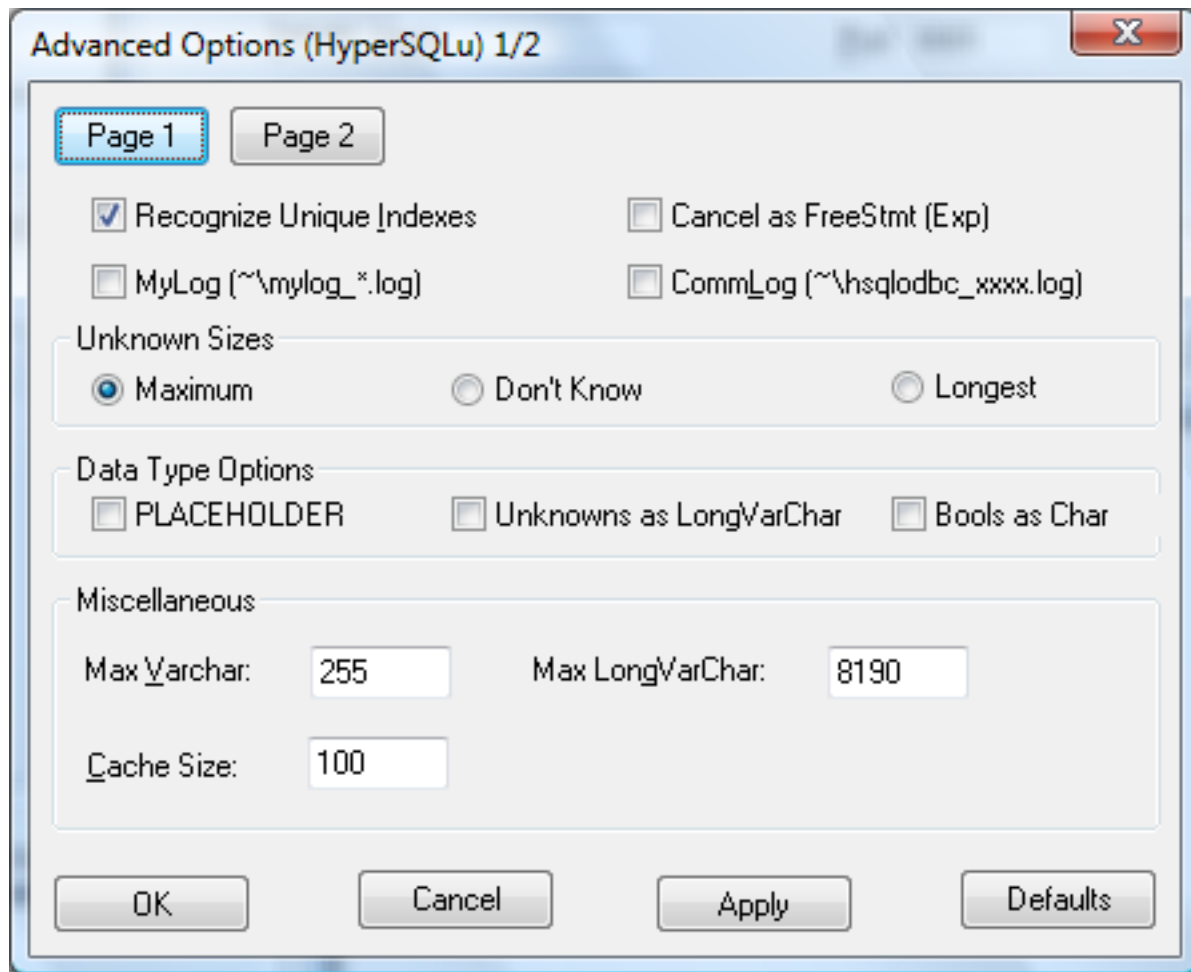 Advanced Options (HyperSQLu) 1/2
Page 1 Page 2
Recognize Unique Indexes Cancel as FreeStmt (Exp)
MyLog (~\mylog_*.log) CommLog (~\hsqlodbc_xxxx.log)
Unknown Sizes
Maximum Don't Know Longest
Data Type Options
PLACEHOLDER Unknowns as LongVarChar Bools as Char
Miscellaneous
Max Varchar: 255 Max LongVarChar: 8190
Cache Size: 100
OK Cancel Apply Defaults